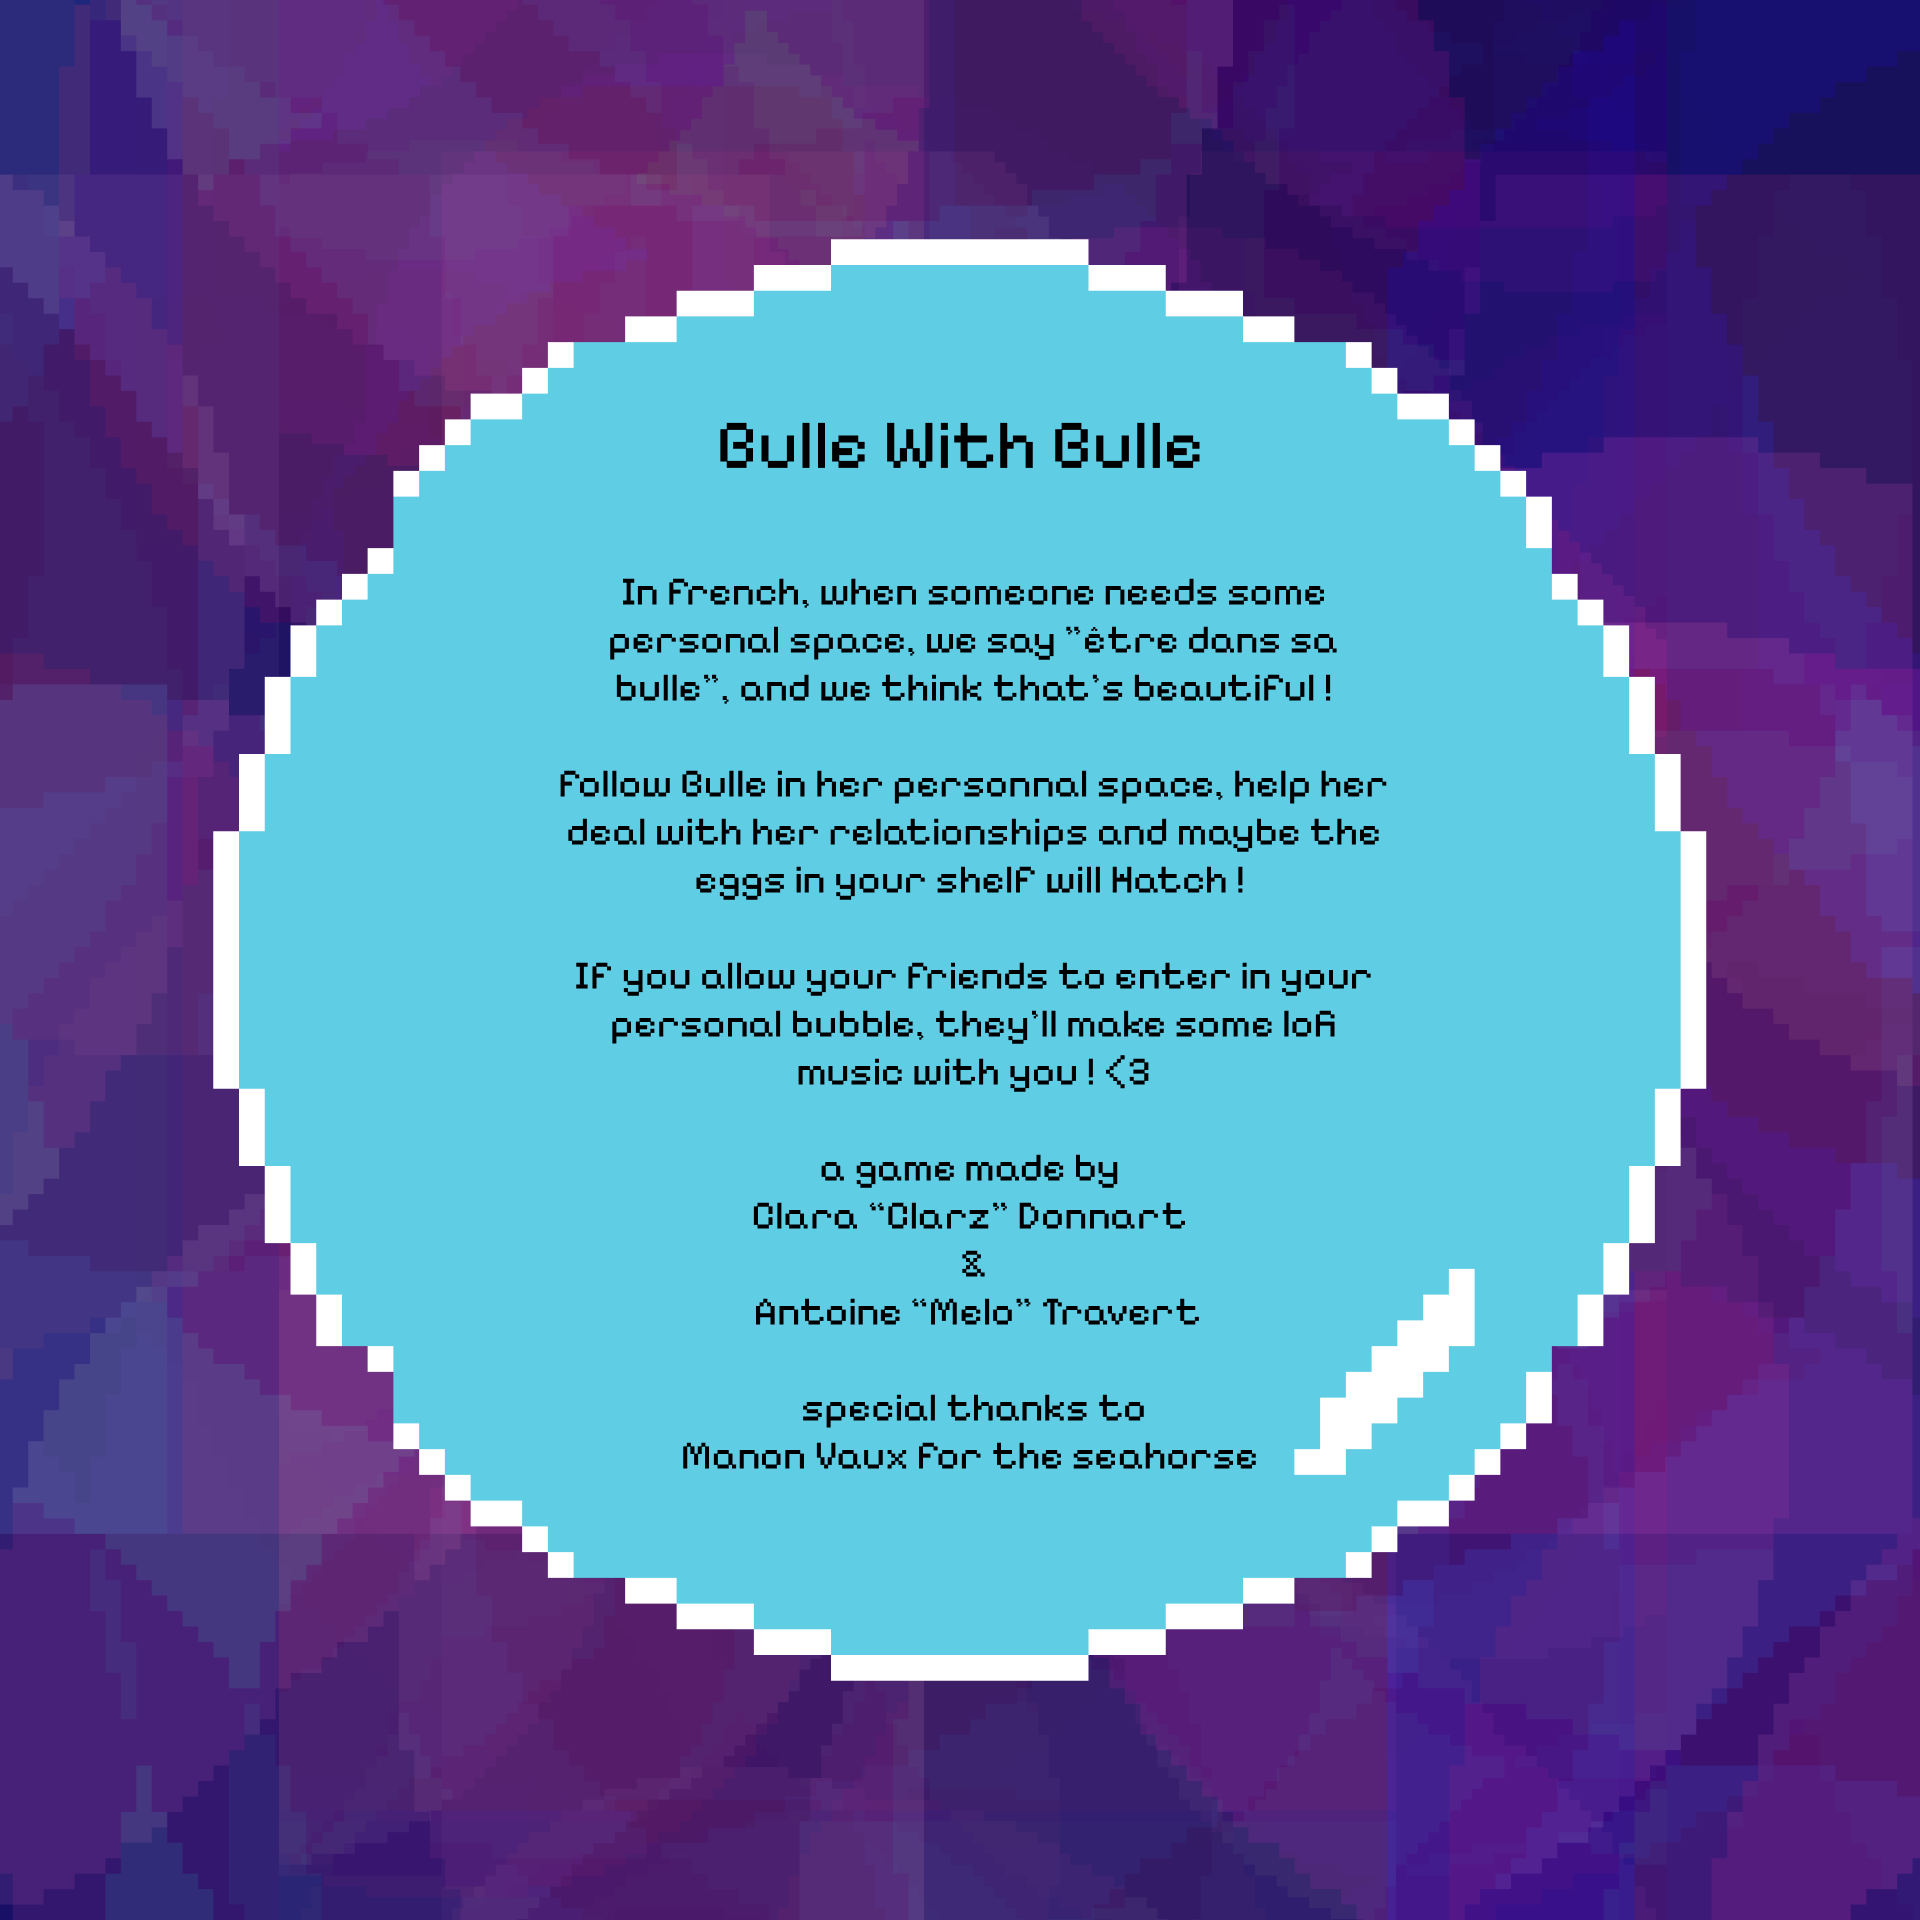 Bulle With Bulle
In french, when someone needs some
personal space, we say "être dans sa
bulle", and we think that's beautiful !
follow Bulle in her personnal space, help her
deal with her relationships and maybe the
eggs in your shelf will Hatch !
If you allow your friends to enter in your
personal bubble, they'll make some lofi
music with you ! <3
a game made by
Clara “Clarz” Donnart
&
Antoine “Melo” Travert
special thanks to
Manon Vaux for the seahorse